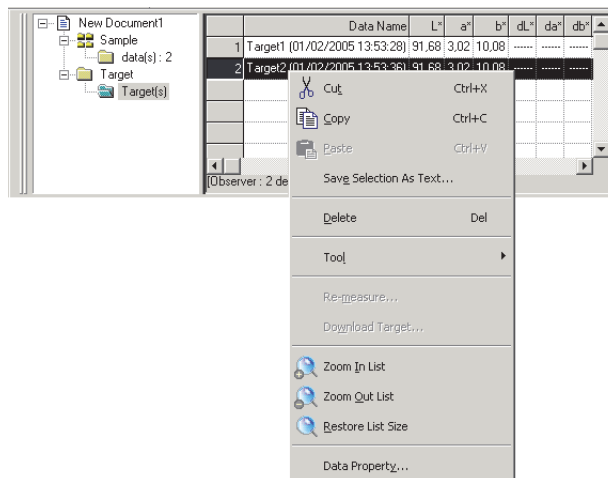 New Document1
Sample
data(s) : 2
Target
Target(s)
Data Name L* a* b* dL* da* db*
1 Target1 (01/02/2005 13:53:28) 91,68 3,02 10,08 ----- ----- -----
2 Target2 (01/02/2005 13:53:36) 91,68 3,02 10,08 ----- ----- -----
[Observer : 2 de
Cut Ctrl+X
Copy Ctrl+C
Paste Ctrl+V
Save Selection As Text...
Delete Del
Tool
Re-measure...
Download Target...
Zoom In List
Zoom Out List
Restore List Size
Data Property...